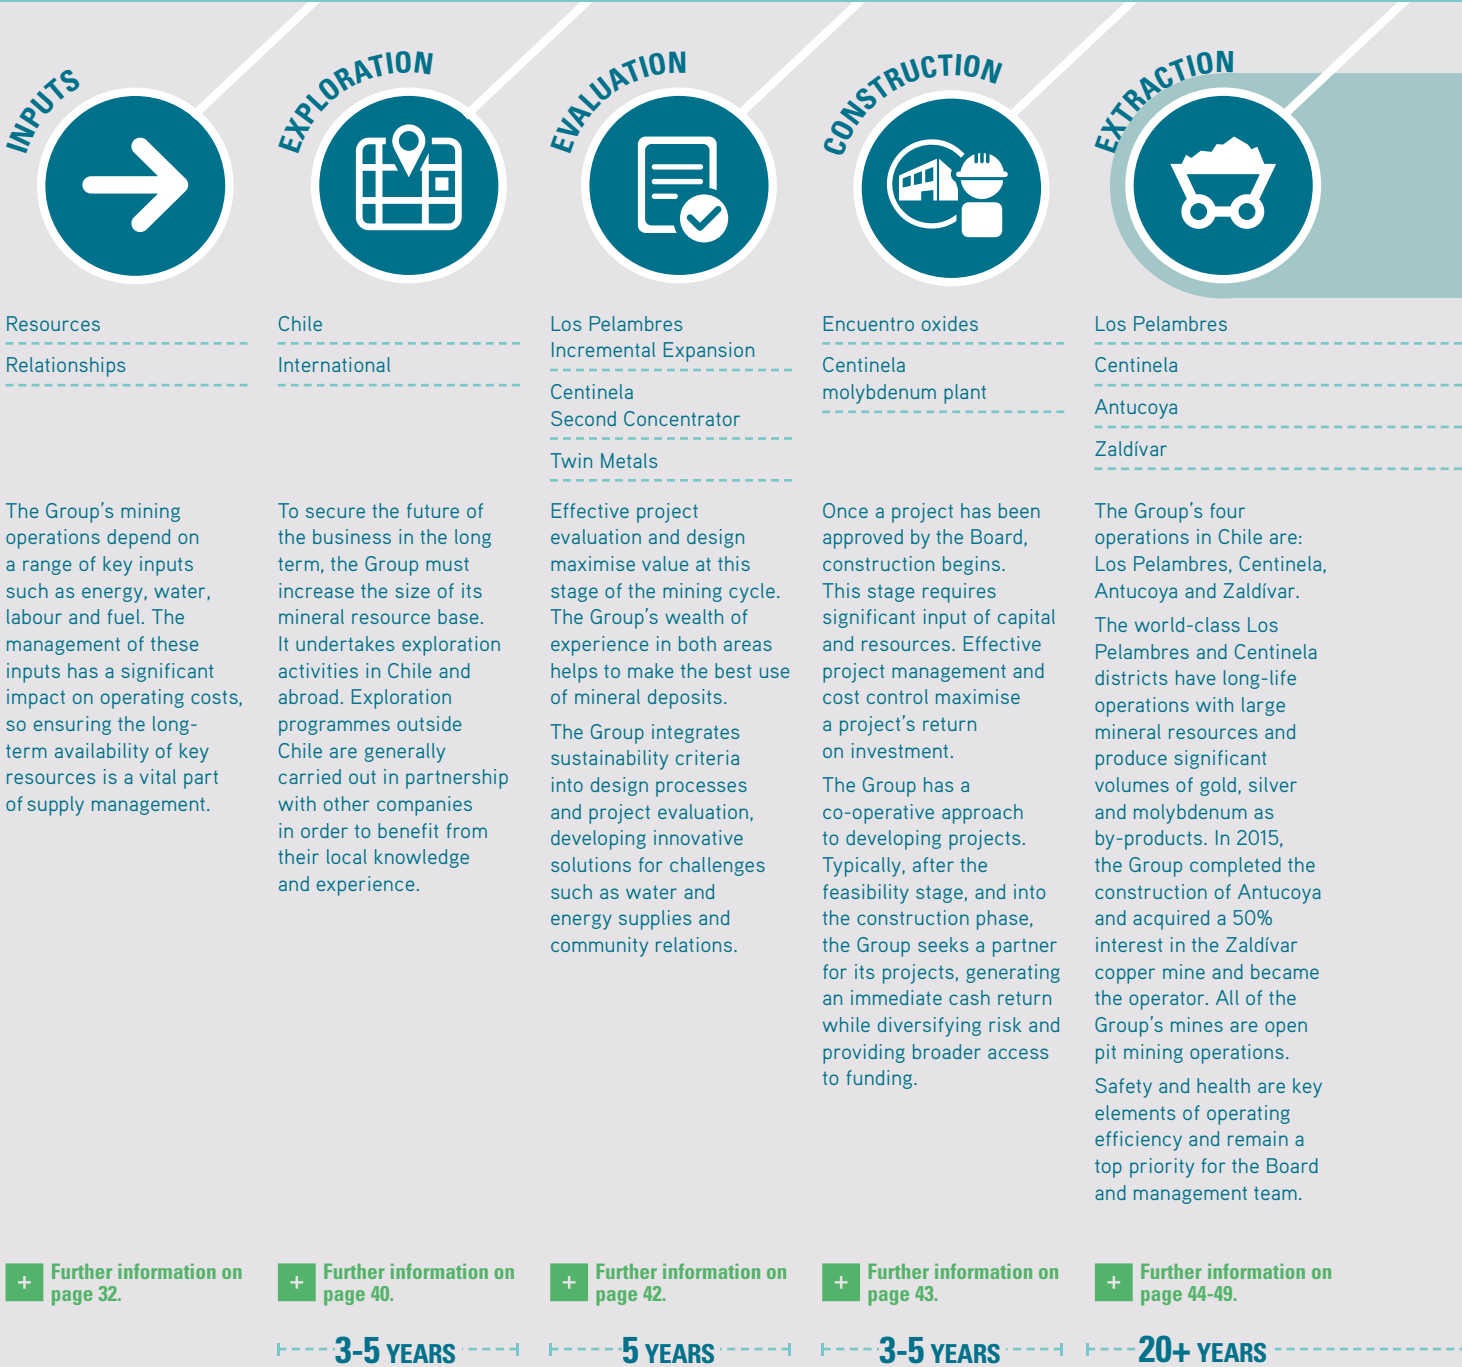 INPUTS
Resources
Relationships
The Group's mining
operations depend on
a range of key inputs
such as energy, water,
labour and fuel. The
management of these
inputs has a significant
impact on operating costs,
so ensuring the long-
term availability of key
resources is a vital part
of supply management.
Further information on
page 32.
EXPLORATION
Chile
International
To secure the future of
the business in the long
term, the Group must
increase the size of its
mineral resource base.
It undertakes exploration
activities in Chile and
abroad. Exploration
programmes outside
Chile are generally
carried out in partnership
with other companies
in order to benefit from
their local knowledge
and experience.
Further information on
page 40.
3-5 YEARS
EVALUATION
Los Pelambres
Incremental Expansion
Centinela
Second Concentrator
Twin Metals
Effective project
evaluation and design
maximise value at this
stage of the mining cycle.
The Group's wealth of
experience in both areas
helps to make the best use
of mineral deposits.
The Group integrates
sustainability criteria
into design processes
and project evaluation,
developing innovative
solutions for challenges
such as water and
energy supplies and
community relations.
Further information on
page 42.
5 YEARS
CONSTRUCTION
Encuentro oxides
Centinela
molybdenum plant
Once a project has been
approved by the Board,
construction begins.
This stage requires
significant input of capital
and resources. Effective
project management and
cost control maximise
a project's return
on investment.
The Group has a
co-operative approach
to developing projects.
Typically, after the
feasibility stage, and into
the construction phase,
the Group seeks a partner
for its projects, generating
an immediate cash return
while diversifying risk and
providing broader access
to funding.
Further information on
page 43.
3-5 YEARS
EXTRACTION
Los Pelambres
Centinela
Antucoya
Zaldívar
The Group's four
operations in Chile are:
Los Pelambres, Centinela,
Antucoya and Zaldívar.
The world-class Los
Pelambres and Centinela
districts have long-life
operations with large
mineral resources and
produce significant
volumes of gold, silver
and molybdenum as
by-products. In 2015,
the Group completed the
construction of Antucoya
and acquired a 50%
interest in the Zaldívar
copper mine and became
the operator. All of the
Group's mines are open
pit mining operations.
Safety and health are key
elements of operating
efficiency and remain a
top priority for the Board
and management team.
Further information on
page 44-49.
20+ YEARS